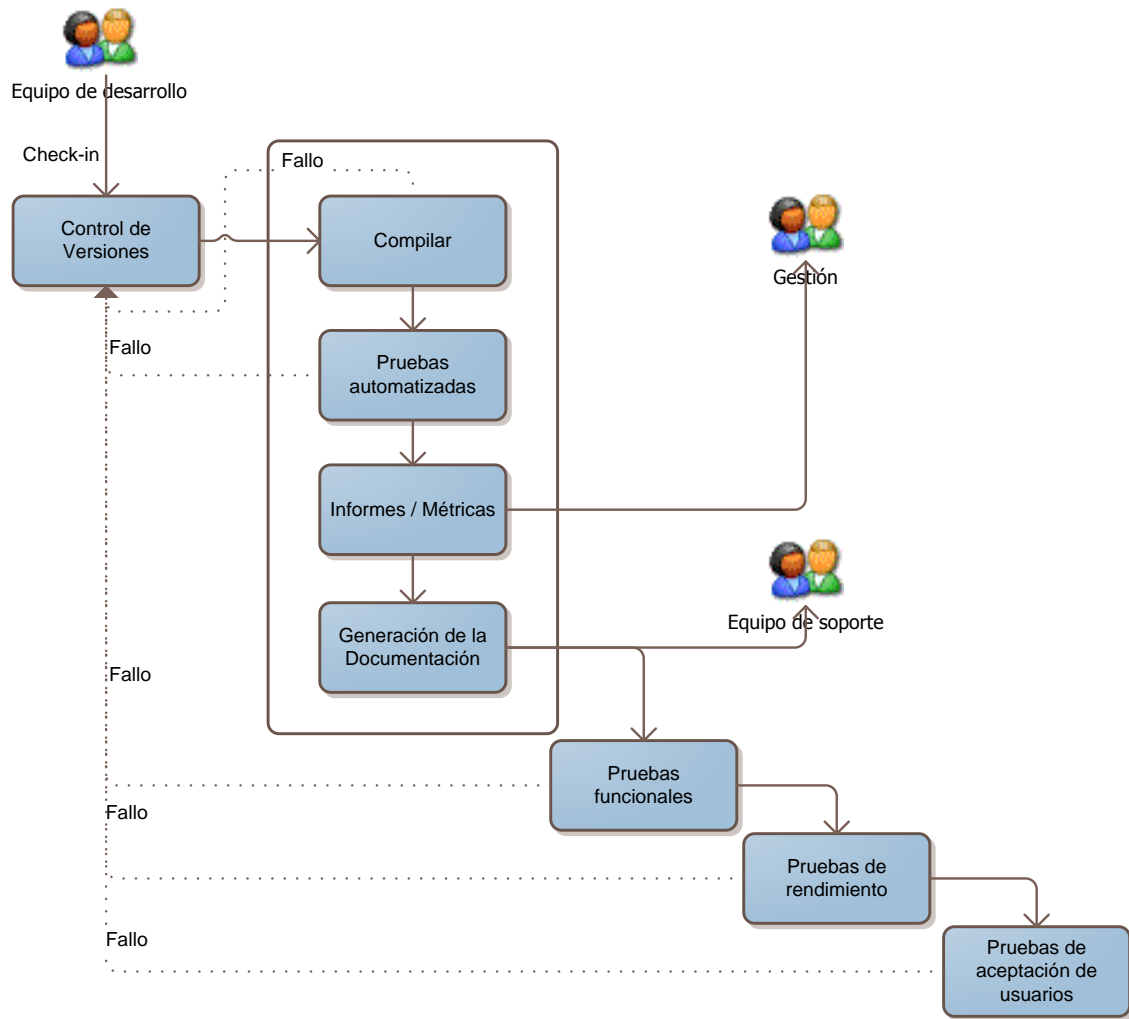 Equipo de desarrollo
Check-in
Fallo
Control de
Versiones
Compilar
Gestión
Fallo
Pruebas
automatizadas
Informes / Métricas
Equipo de soporte
Generación de la
Documentación
Fallo
Pruebas
funcionales
Fallo
Pruebas de
rendimiento
Fallo
Pruebas de
aceptación de
usuarios